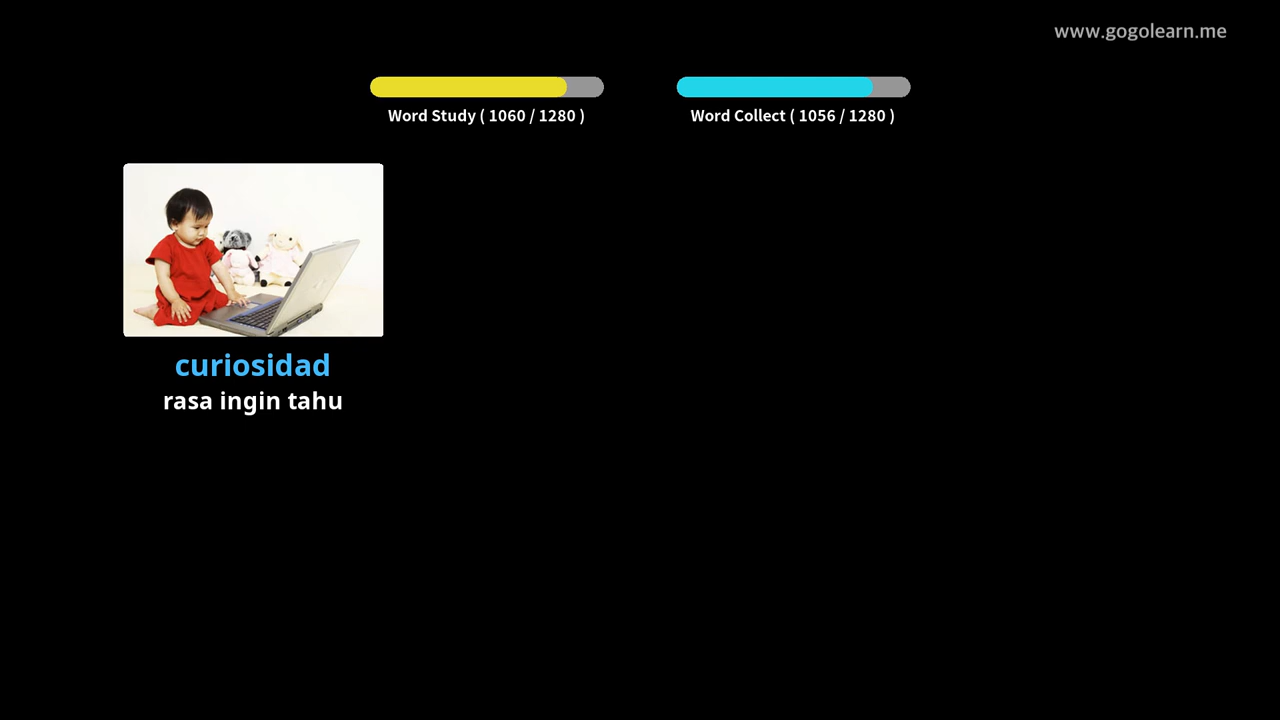 www.gogolearn.me
Word Study ( 1060 / 1280 )
Word Collect ( 1056 / 1280 )
curiosidad
rasa ingin tahu